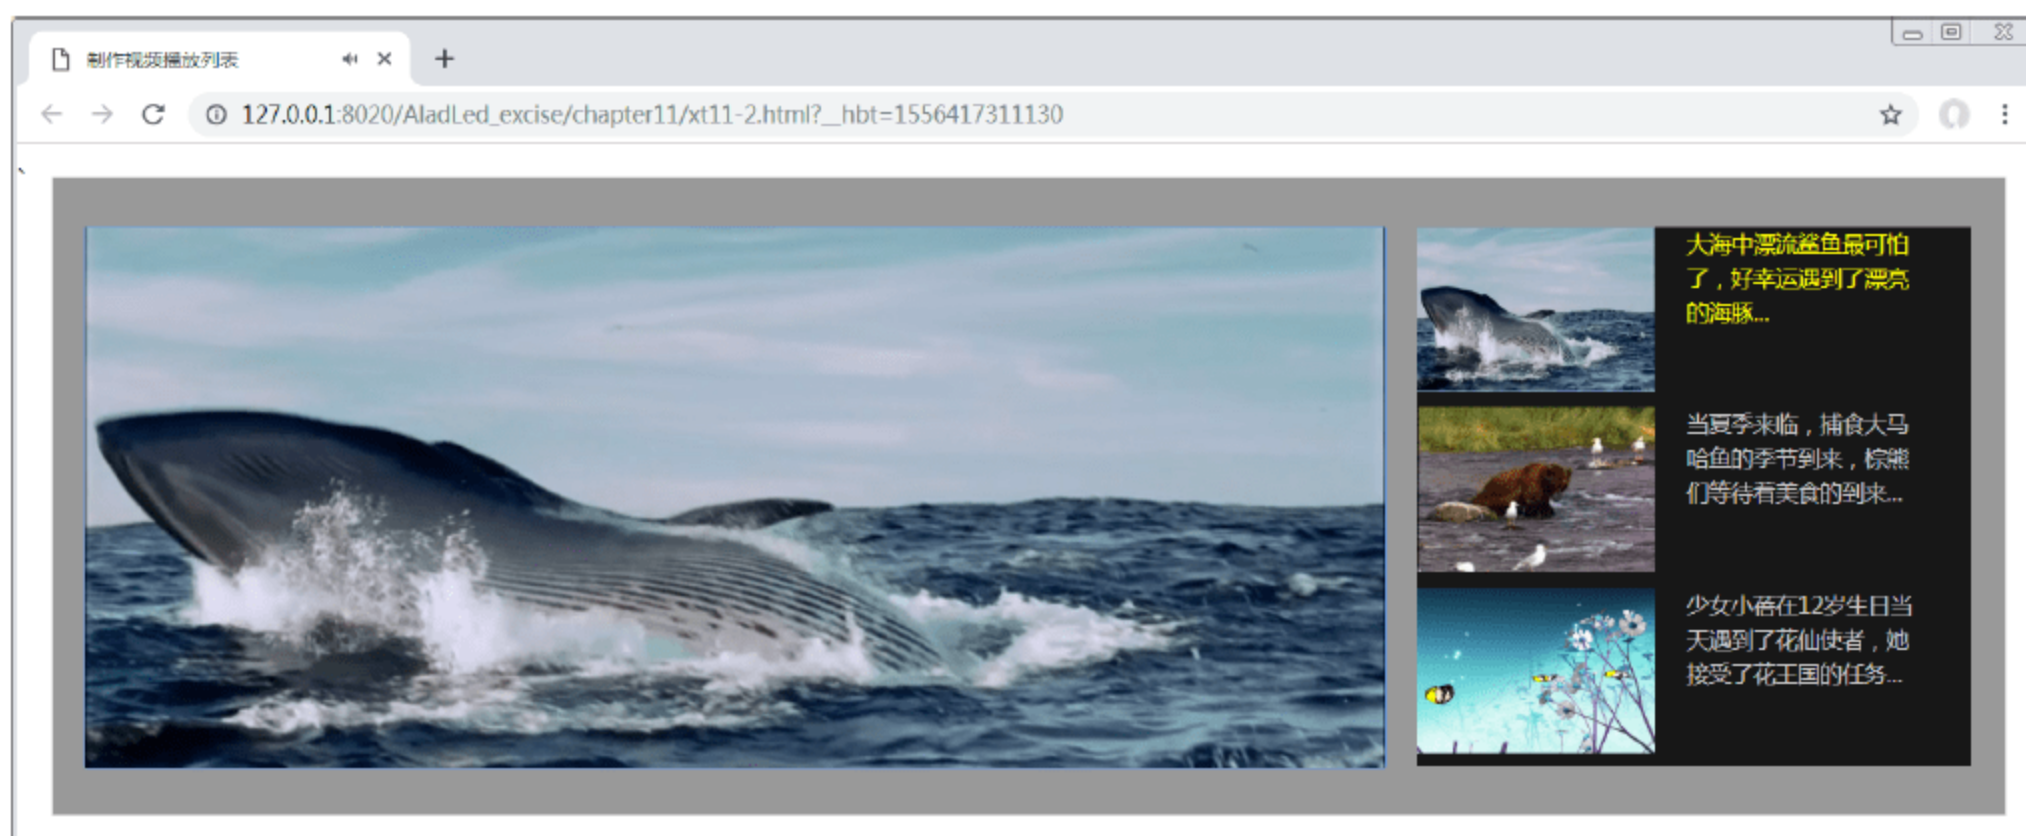 制作视频播放列表
127.0.0.1:8020/AladLed_excise/chapter11/xt11-2.html?__hbt=1556417311130
大海中漂流鲨鱼最可怕
了，好幸运遇到了漂亮
的海豚...
当夏季来临，捕食大马
哈鱼的季节到来，棕熊
们等待着美食的到来...
少女小蓓在12岁生日当
天遇到了花仙使者，她
接受了花王国的任务...